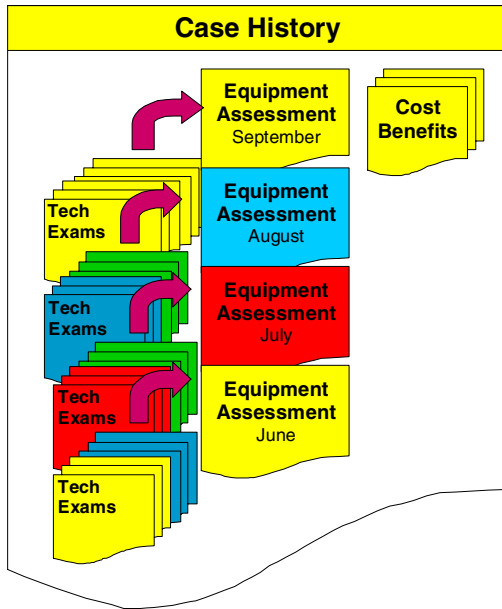 Case History
Equipment
Assessment
September
Cost
Benefits
Tech
Exams
Equipment
Assessment
August
Tech
Exams
Equipment
Assessment
July
Tech
Exams
Equipment
Assessment
June
Tech
Exams